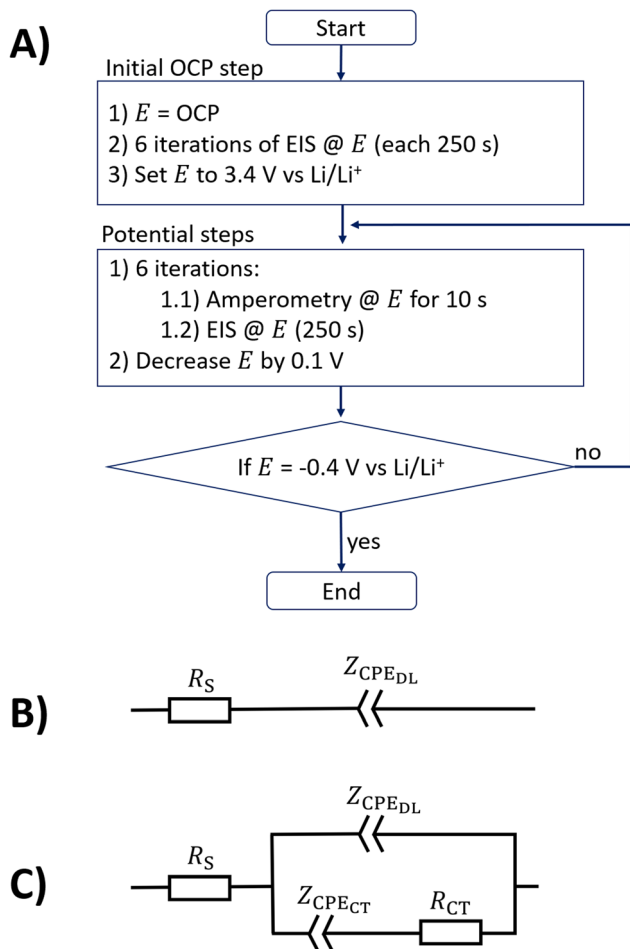 A)
Start
Initial OCP step
1) E = OCP
2) 6 iterations of EIS @ E (each 250 s)
3) Set E to 3.4 V vs Li/Li⁺
Potential steps
1) 6 iterations:
1.1) Amperometry @ E for 10 s
1.2) EIS @ E (250 s)
2) Decrease E by 0.1 V
If E = -0.4 V vs Li/Li⁺
no
yes
End
B)
R_S
Z_CPE_DL
C)
R_S
Z_CPE_DL
Z_CPE_CT
R_CT